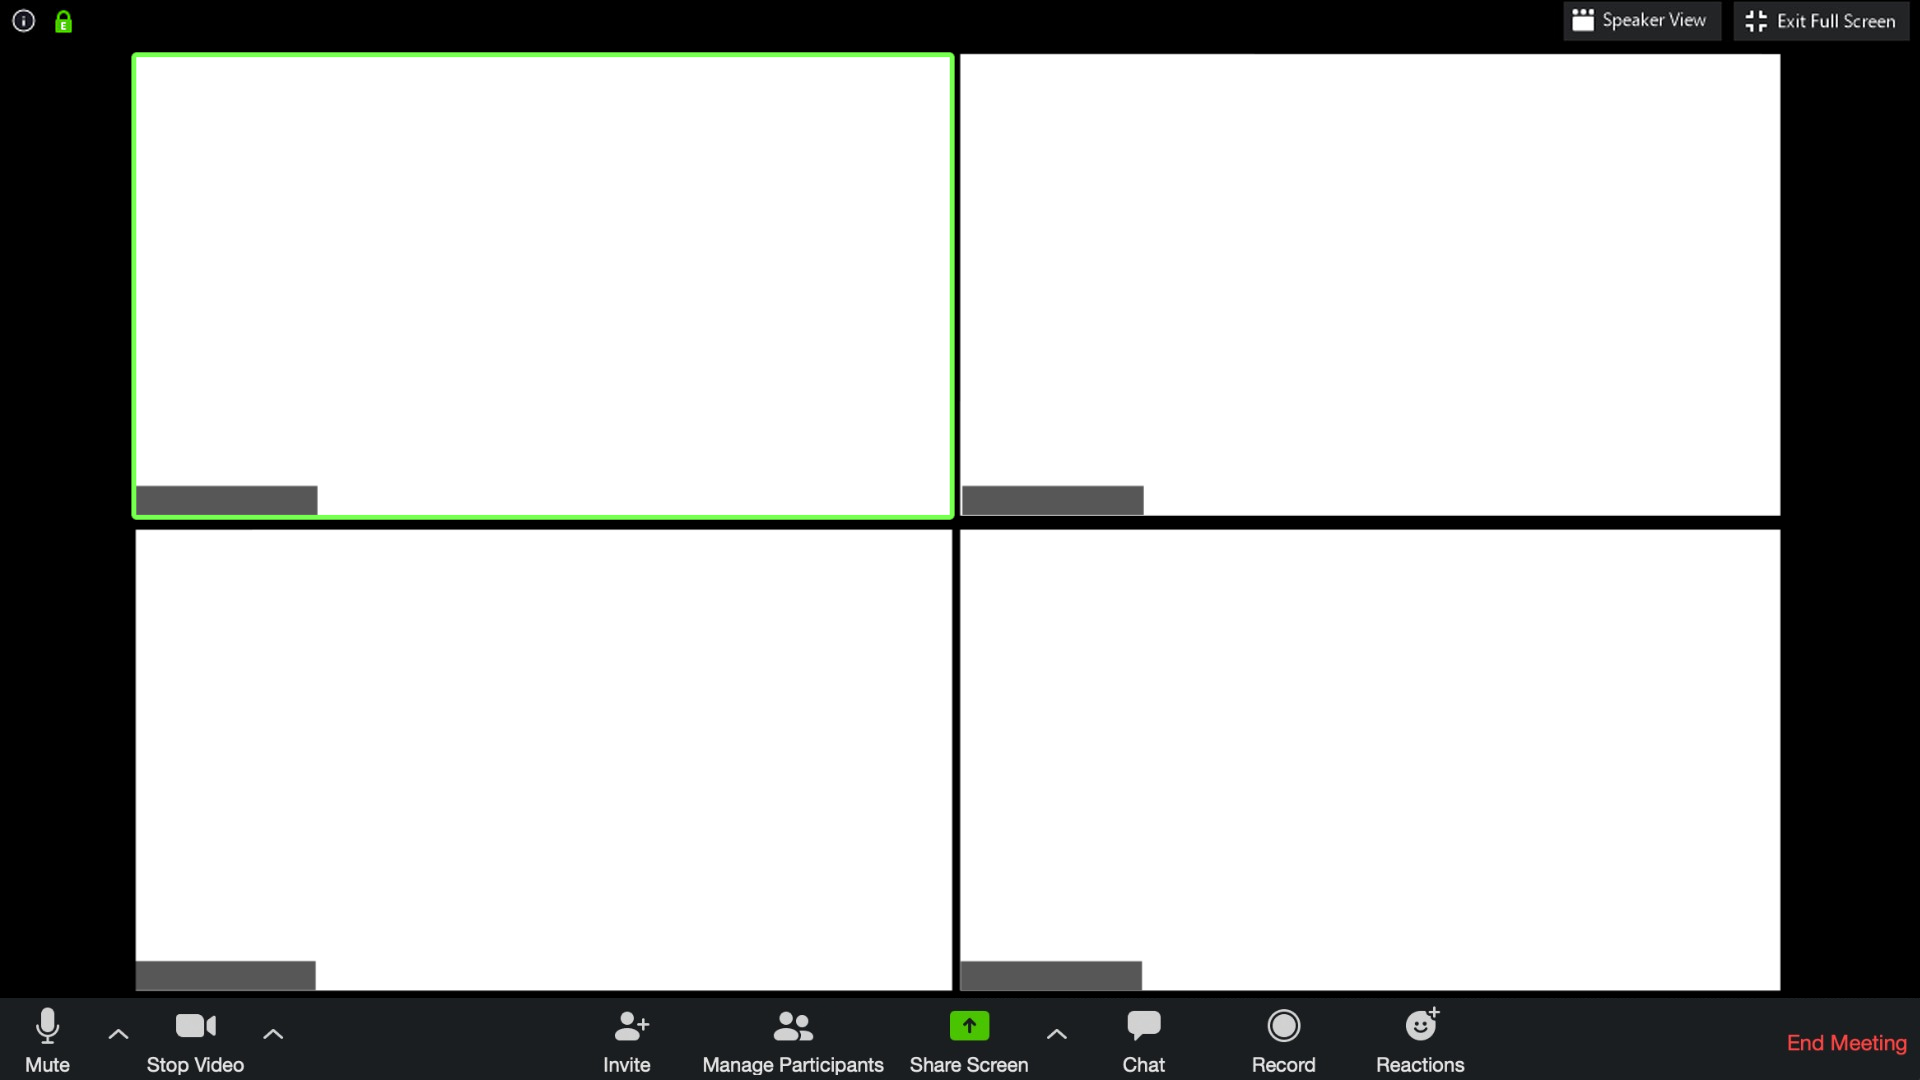 E
Speaker View
Exit Full Screen
Mute
Stop Video
Invite
Manage Participants
Share Screen
Chat
Record
Reactions
End Meeting